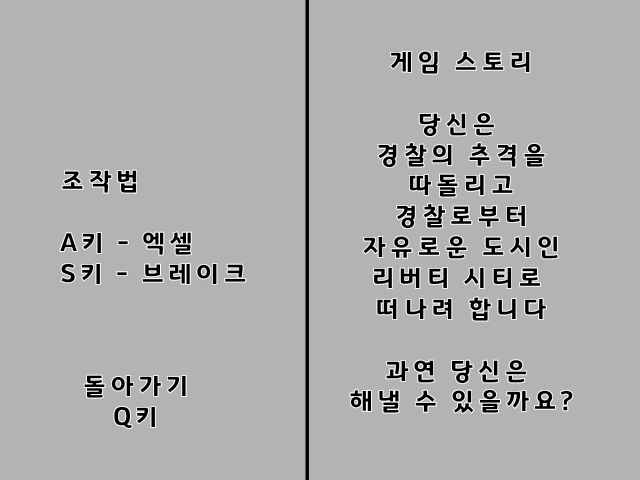 조작법
A키 - 엑셀
S키 - 브레이크
돌아가기
Q키
게임 스토리
당신은
경찰의 추격을
따돌리고
경찰로부터
자유로운 도시인
리버티 시티로
떠나려 합니다
과연 당신은
해낼 수 있을까요?